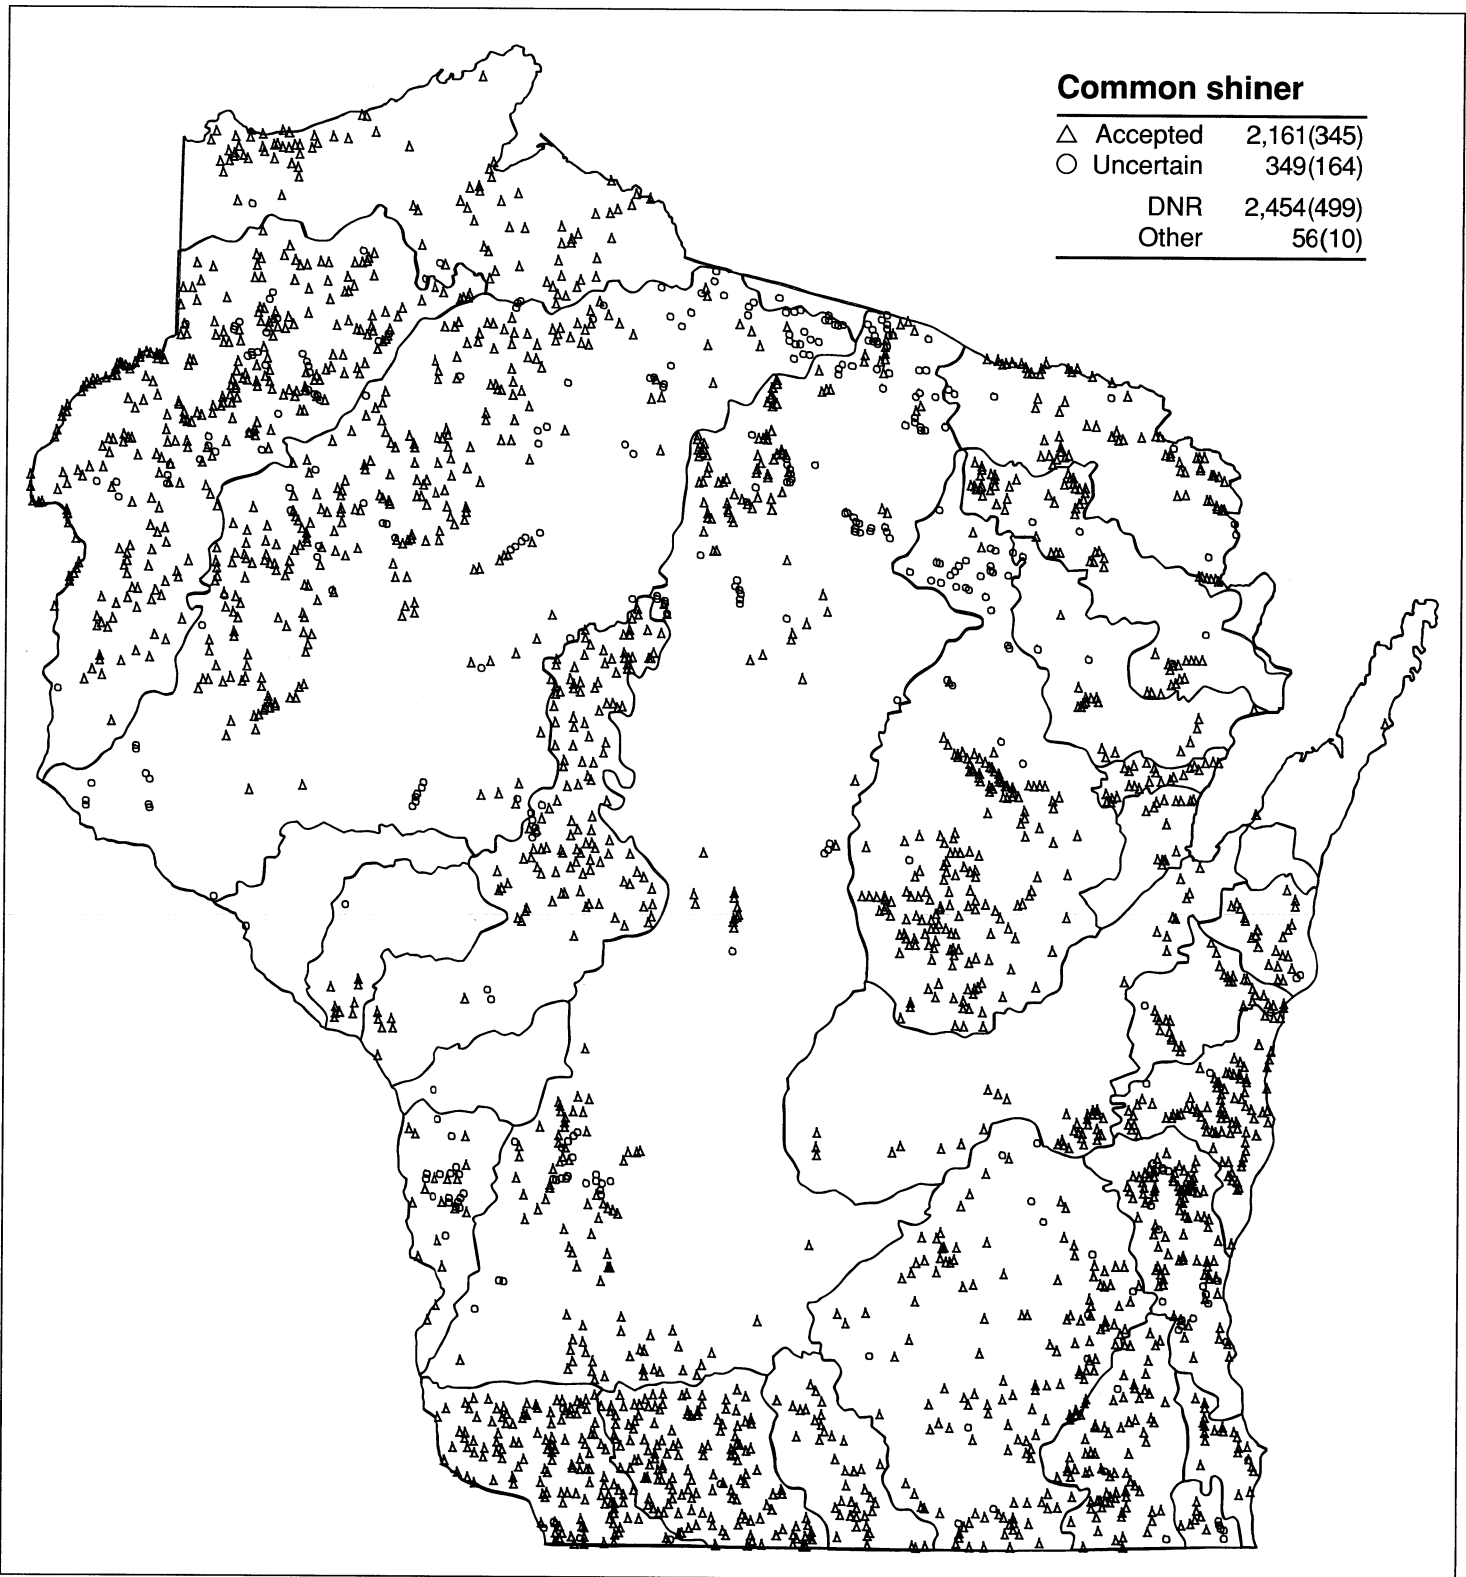 Common shiner
△ Accepted 2,161(345)
○ Uncertain 349(164)
DNR 2,454(499)
Other 56(10)